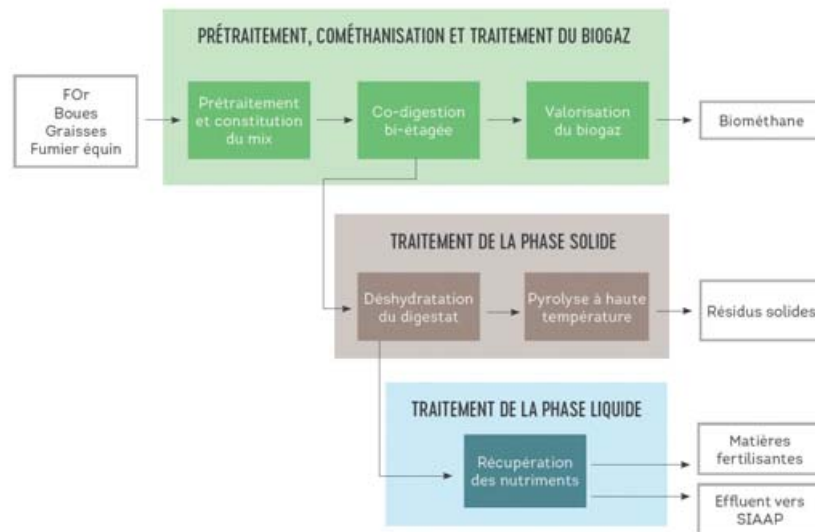 PRÉTRAITEMENT, COMÉTHANISATION ET TRAITEMENT DU BIOGAZ
FOr
Boues
Graisses
Fumier équin
Prétraitement
et constitution
du mix
Co-digestion
bi-étagée
Valorisation
du biogaz
Biométhane
TRAITEMENT DE LA PHASE SOLIDE
Déshydratation
du digestat
Pyrolyse à haute
température
Résidus solides
TRAITEMENT DE LA PHASE LIQUIDE
Récupération
des nutriments
Matières
fertilisantes
Effluent vers
SIAAP